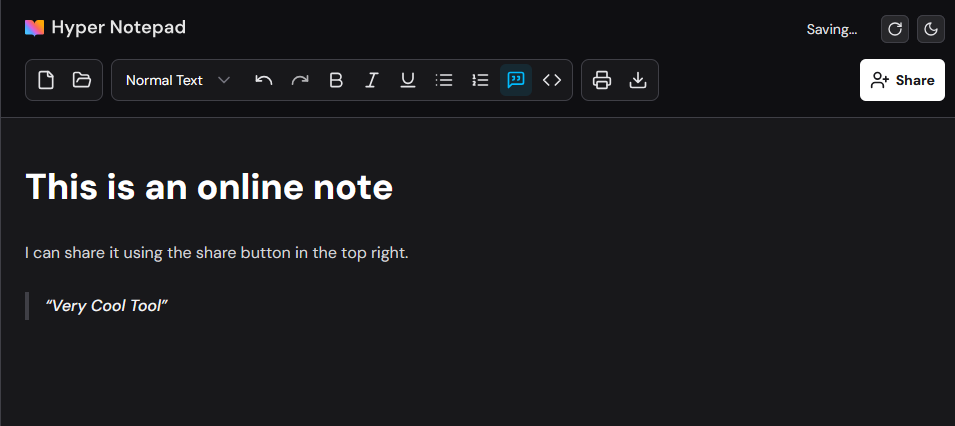 Hyper Notepad
Saving...
Normal Text
Share
This is an online note
I can share it using the share button in the top right.
“Very Cool Tool”